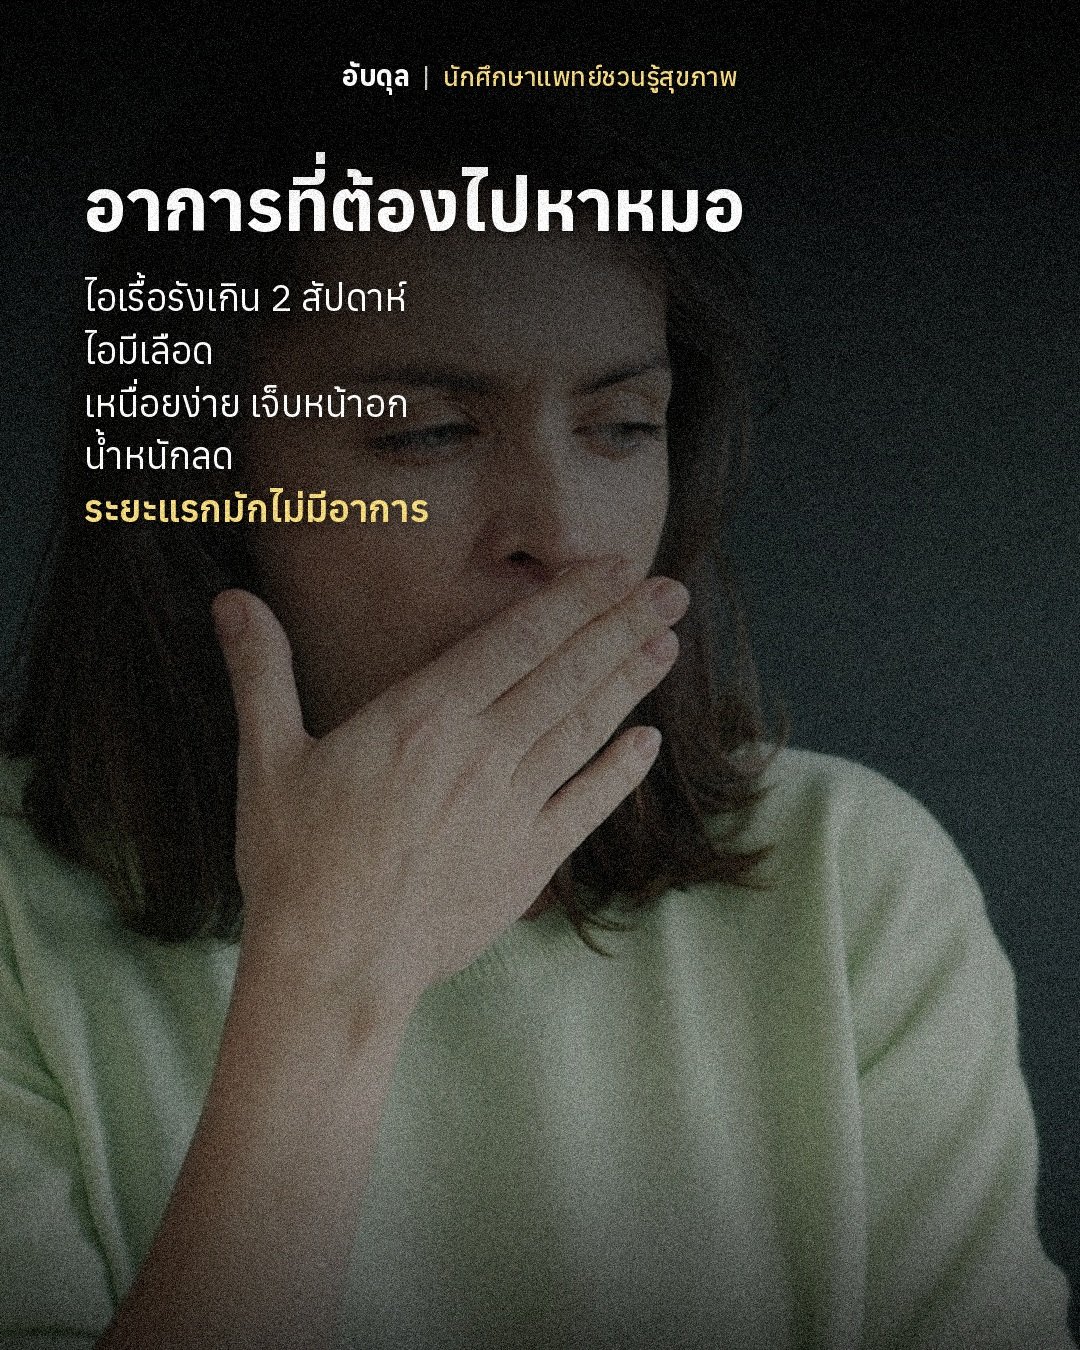 อับดุล | นักศึกษาแพทย์ชวนรู้สุขภาพ
อาการที่ต้องไปหาหมอ
ไอเรื้อรังเกิน 2 สัปดาห์
ไอมีเลือด
เหนื่อยง่าย เจ็บหน้าอก
น้ำหนักลด
ระยะแรกมักไม่มีอาการ